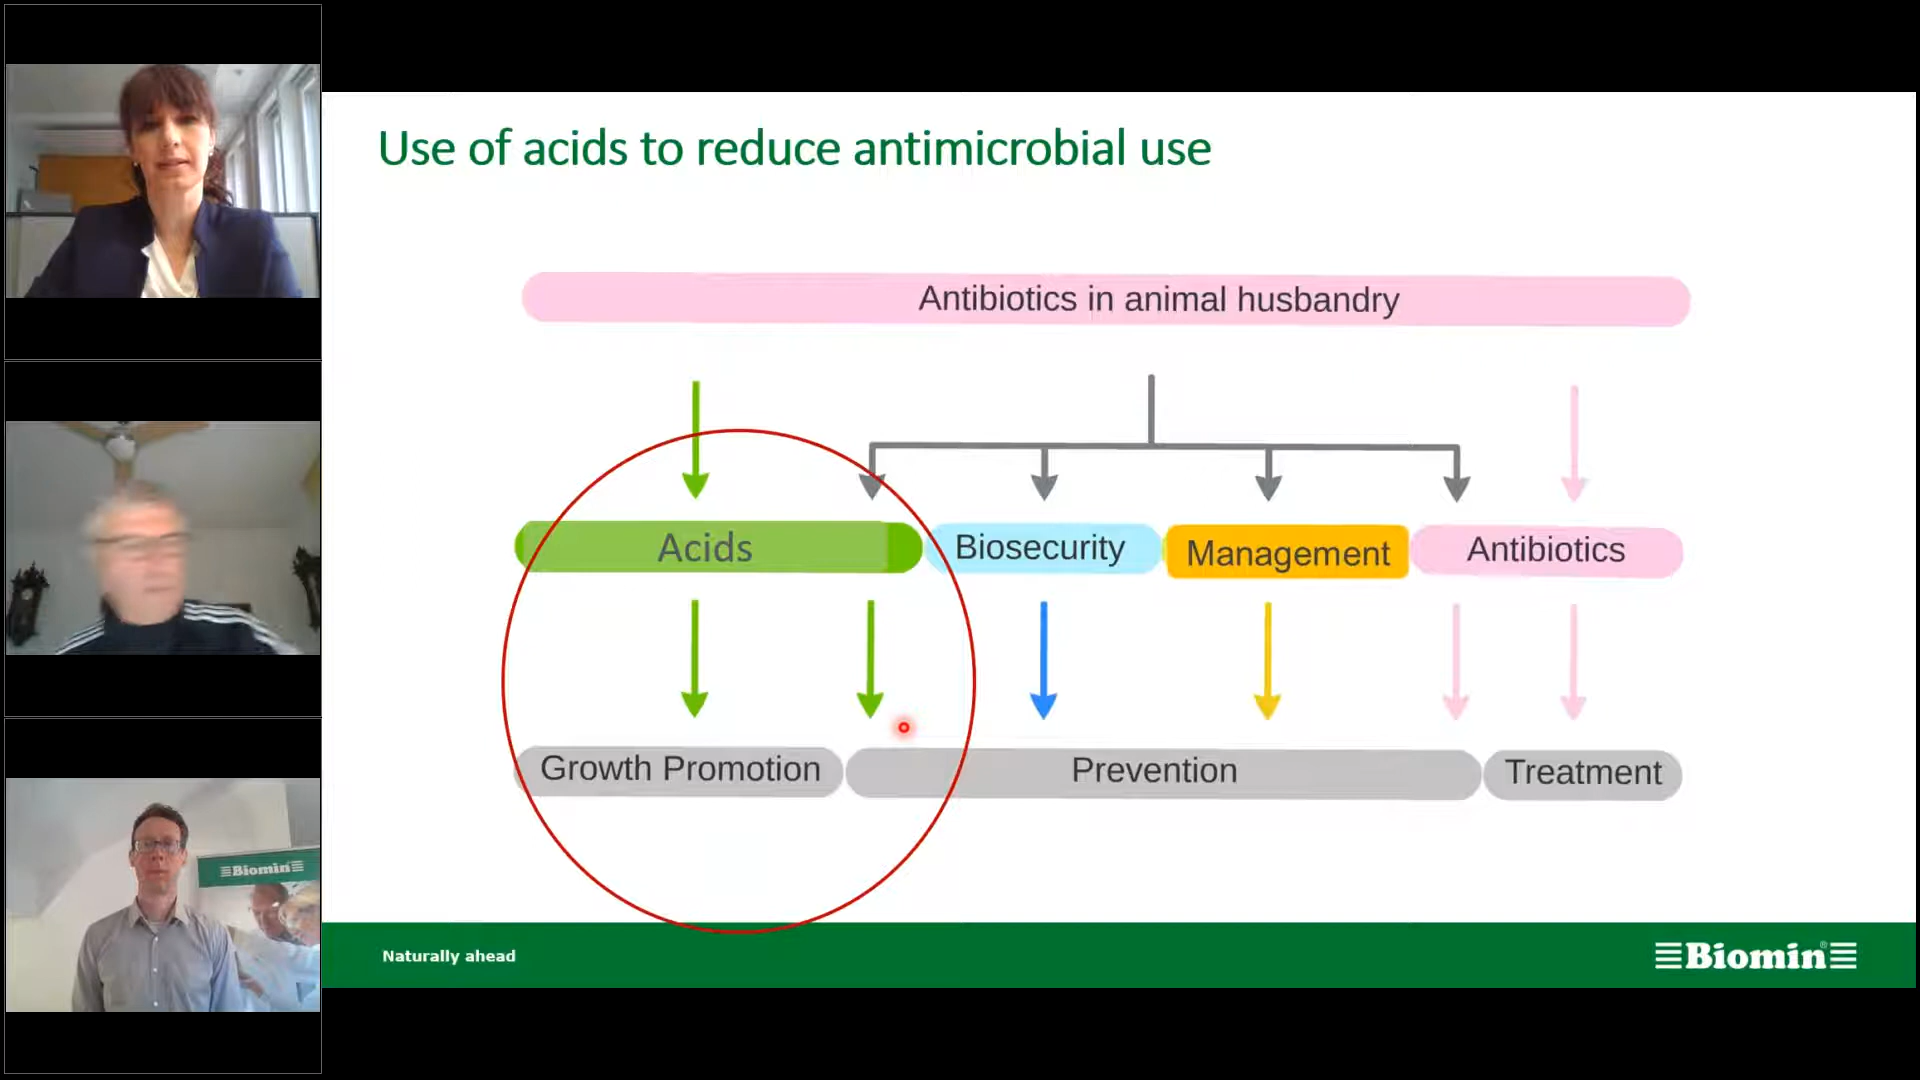 Use of acids to reduce antimicrobial use
Antibiotics in animal husbandry
Acids
Biosecurity
Management
Antibiotics
Growth Promotion
Prevention
Treatment
Biomin
Naturally ahead
Biomin®